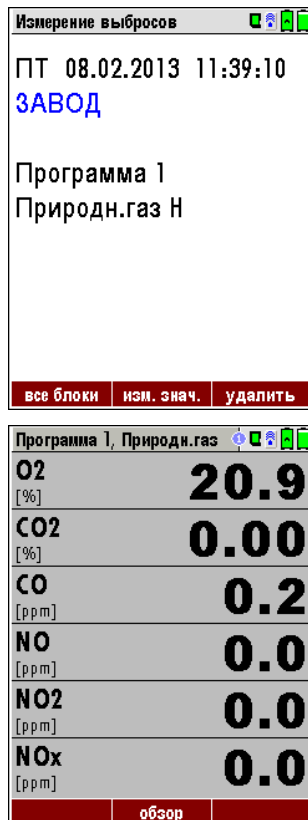 Измерение выбросов
ПТ 08.02.2013 11:39:10
ЗАВОД
Программа 1
Природн.газ Н
все блоки изм. знач. удалить
Программа 1, Природн.газ
O2 20.9
[%]
CO2 0.00
[%]
CO 0.2
[ppm]
NO 0.0
[ppm]
NO2 0.0
[ppm]
NOx 0.0
[ppm]
обзор